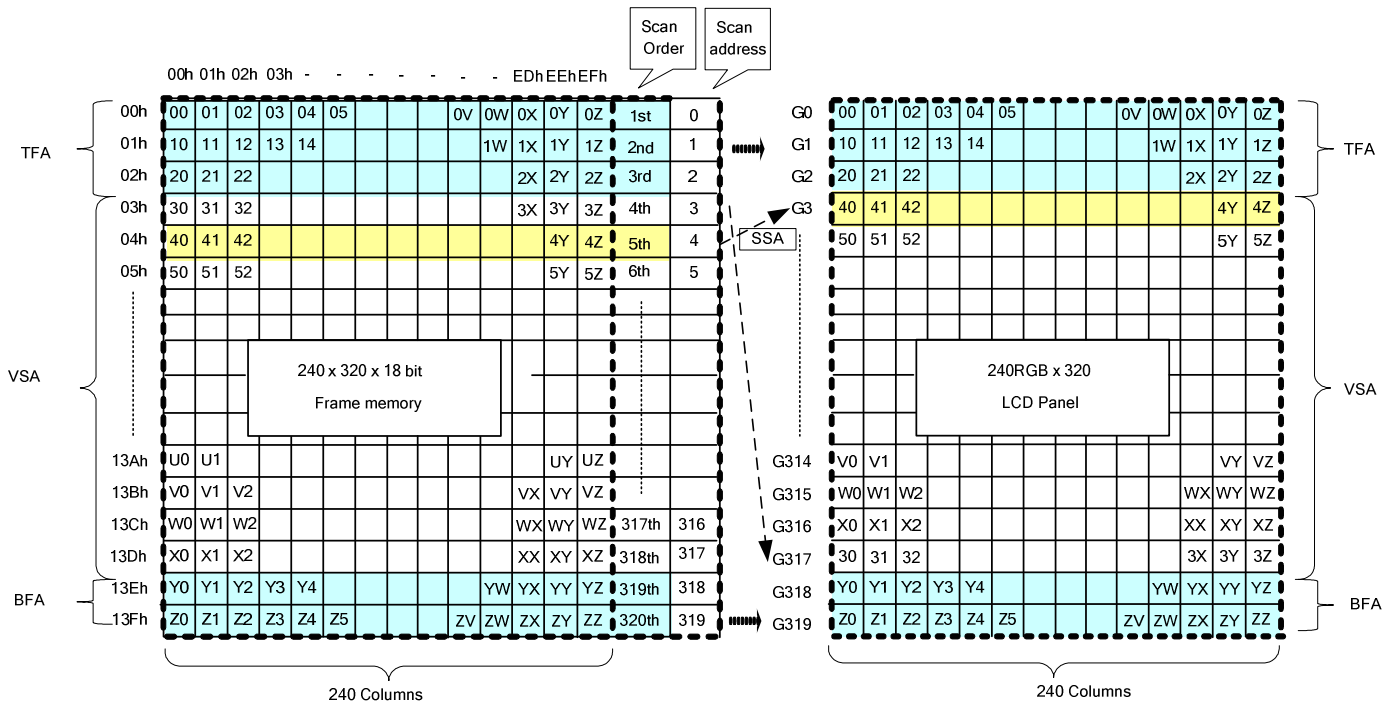 Scan Order
Scan address
00h 01h 02h 03h - - - - - - - EDh EEh EFh
00h 00 01 02 03 04 05 0V 0W 0X 0Y 0Z 1st 0
01h 10 11 12 13 14 1W 1X 1Y 1Z 2nd 1
02h 20 21 22 2X 2Y 2Z 3rd 2
03h 30 31 32 3X 3Y 3Z 4th 3
04h 40 41 42 4Y 4Z 5th 4
05h 50 51 52 5Y 5Z 6th 5
TFA
VSA
BFA
240 x 320 x 18 bit
Frame memory
13Ah U0 U1 UY UZ
13Bh V0 V1 V2 VX VY VZ
13Ch W0 W1 W2 WX WY WZ 317th 316
13Dh X0 X1 X2 XX XY XZ 318th 317
13Eh Y0 Y1 Y2 Y3 Y4 YW YX YY YZ 319th 318
13Fh Z0 Z1 Z2 Z3 Z4 Z5 ZV ZW ZX ZY ZZ 320th 319
240 Columns
SSA
G0 00 01 02 03 04 05 0V 0W 0X 0Y 0Z
G1 10 11 12 13 14 1W 1X 1Y 1Z
G2 20 21 22 2X 2Y 2Z
G3 40 41 42 4Y 4Z
50 51 52 5Y 5Z
240RGB x 320
LCD Panel
G314 V0 V1 VY VZ
G315 W0 W1 W2 WX WY WZ
G316 X0 X1 X2 XX XY XZ
G317 30 31 32 3X 3Y 3Z
G318 Y0 Y1 Y2 Y3 Y4 YW YX YY YZ
G319 Z0 Z1 Z2 Z3 Z4 Z5 ZV ZW ZX ZY ZZ
TFA
VSA
BFA
240 Columns